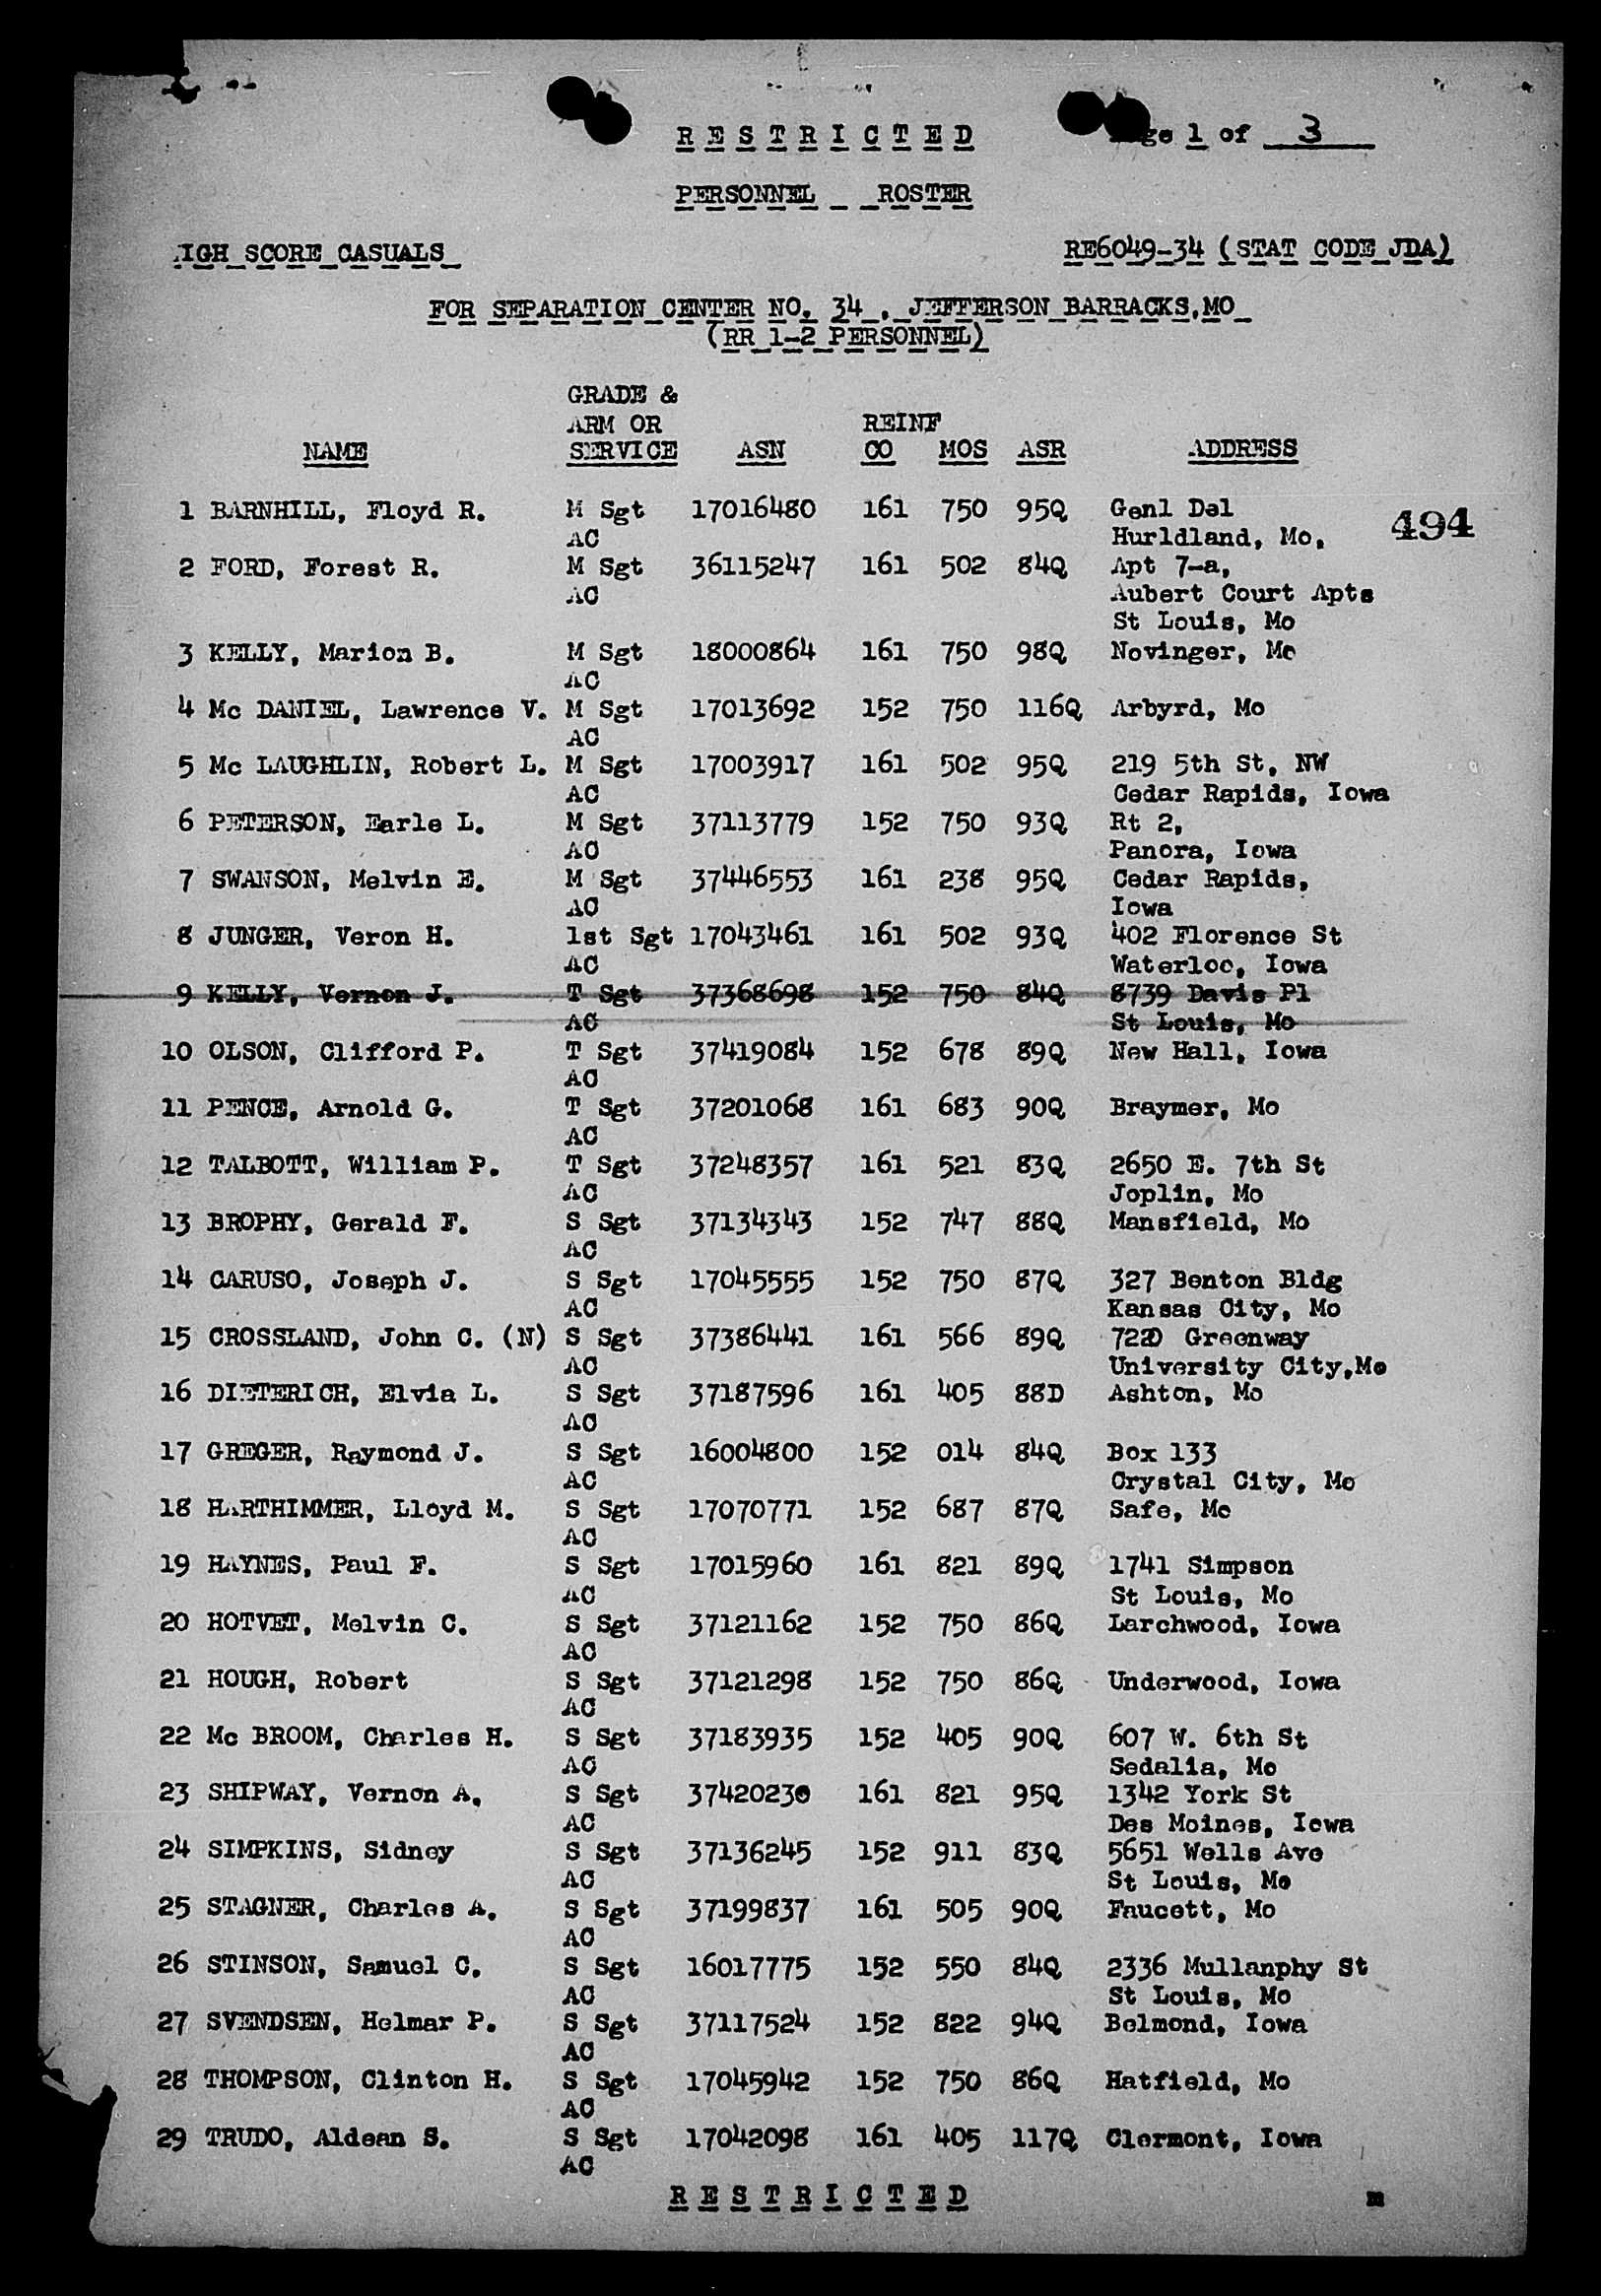 RESTRICTED
Page 1 of 3
PERSONNEL ROSTER
HIGH SCORE CASUALS RE6049-34 (STAT CODE JDA)
FOR SEPARATION CENTER NO. 34, JEFFERSON BARRACKS, MO
(RR 1-2 PERSONNEL)
GRADE &
ARM OR REINF
NAME SERVICE ASN CO MOS ASR ADDRESS
1 BARNHILL, Floyd R. M Sgt 17016480 161 750 95Q Genl Del
494
AC Hurldland, Mo.
2 FORD, Forest R. M Sgt 36115247 161 502 84Q Apt 7-a,
AC Aubert Court Apts
St Louis, Mo
3 KELLY, Marion B. M Sgt 18000864 161 750 98Q Novinger, Mo
AC
4 Mc DANIEL, Lawrence V. M Sgt 17013692 152 750 116Q Arbyrd, Mo
AC
5 Mc LAUGHLIN, Robert L. M Sgt 17003917 161 502 95Q 219 5th St, NW
AC Cedar Rapids, Iowa
6 PETERSON, Earle L. M Sgt 37113779 152 750 93Q Rt 2,
AC Panora, Iowa
7 SWANSON, Melvin E. M Sgt 37446553 161 238 95Q Cedar Rapids,
AC Iowa
8 JUNGER, Veron H. 1st Sgt 17043461 161 502 93Q 402 Florence St
AC Waterloo, Iowa
9 KELLY, Vernon J. T Sgt 37368698 152 750 84Q 8739 Davis Pl
AC St Louis, Mo
10 OLSON, Clifford P. T Sgt 37419084 152 678 89Q New Hall, Iowa
AC
11 PENCE, Arnold G. T Sgt 37201068 161 683 90Q Braymer, Mo
AC
12 TALBOTT, William P. T Sgt 37248357 161 521 83Q 2650 E. 7th St
AC Joplin, Mo
13 BROPHY, Gerald F. S Sgt 37134343 152 747 88Q Mansfield, Mo
AC
14 CARUSO, Joseph J. S Sgt 17045555 152 750 87Q 327 Benton Bldg
AC Kansas City, Mo
15 CROSSLAND, John C. (N) S Sgt 37386441 161 566 89Q Greenway
AC University City,Mo
16 DIETERICH, Elvia L. S Sgt 37187596 161 405 88D Ashton, Mo
AC
17 GREGER, Raymond J. S Sgt 16004800 152 014 84Q Box 133
AC Crystal City, Mo
18 HARTHIMMER, Lloyd M. S Sgt 17070771 152 687 87Q Safe, Mo
AC
19 HAYNES, Paul F. S Sgt 17015960 161 821 89Q 1741 Simpson
AC St Louis, Mo
20 HOTVET, Melvin C. S Sgt 37121162 152 750 86Q Larchwood, Iowa
AC
21 HOUGH, Robert S Sgt 37121298 152 750 86Q Underwood, Iowa
AC
22 Mc BROOM, Charles H. S Sgt 37183935 152 405 90Q 607 W. 6th St
AC Sedalia, Mo
23 SHIPWAY, Vernon A. S Sgt 37420230 161 821 95Q 1342 York St
AC Des Moines, Iowa
24 SIMPKINS, Sidney S Sgt 37136245 152 911 83Q 5651 Wells Ave
AC St Louis, Mo
25 STAGNER, Charles A. S Sgt 37199837 161 505 90Q Faucett, Mo
AC
26 STINSON, Samuel C. S Sgt 16017775 152 550 84Q 2336 Mullanphy St
AC St Louis, Mo
27 SVENDSEN, Helmar P. S Sgt 37117524 152 822 94Q Belmond, Iowa
AC
28 THOMPSON, Clinton H. S Sgt 17045942 152 750 86Q Hatfield, Mo
AC
29 TRUDO, Aldean S. S Sgt 17042098 161 405 117Q Clermont, Iowa
AC
RESTRICTED
m